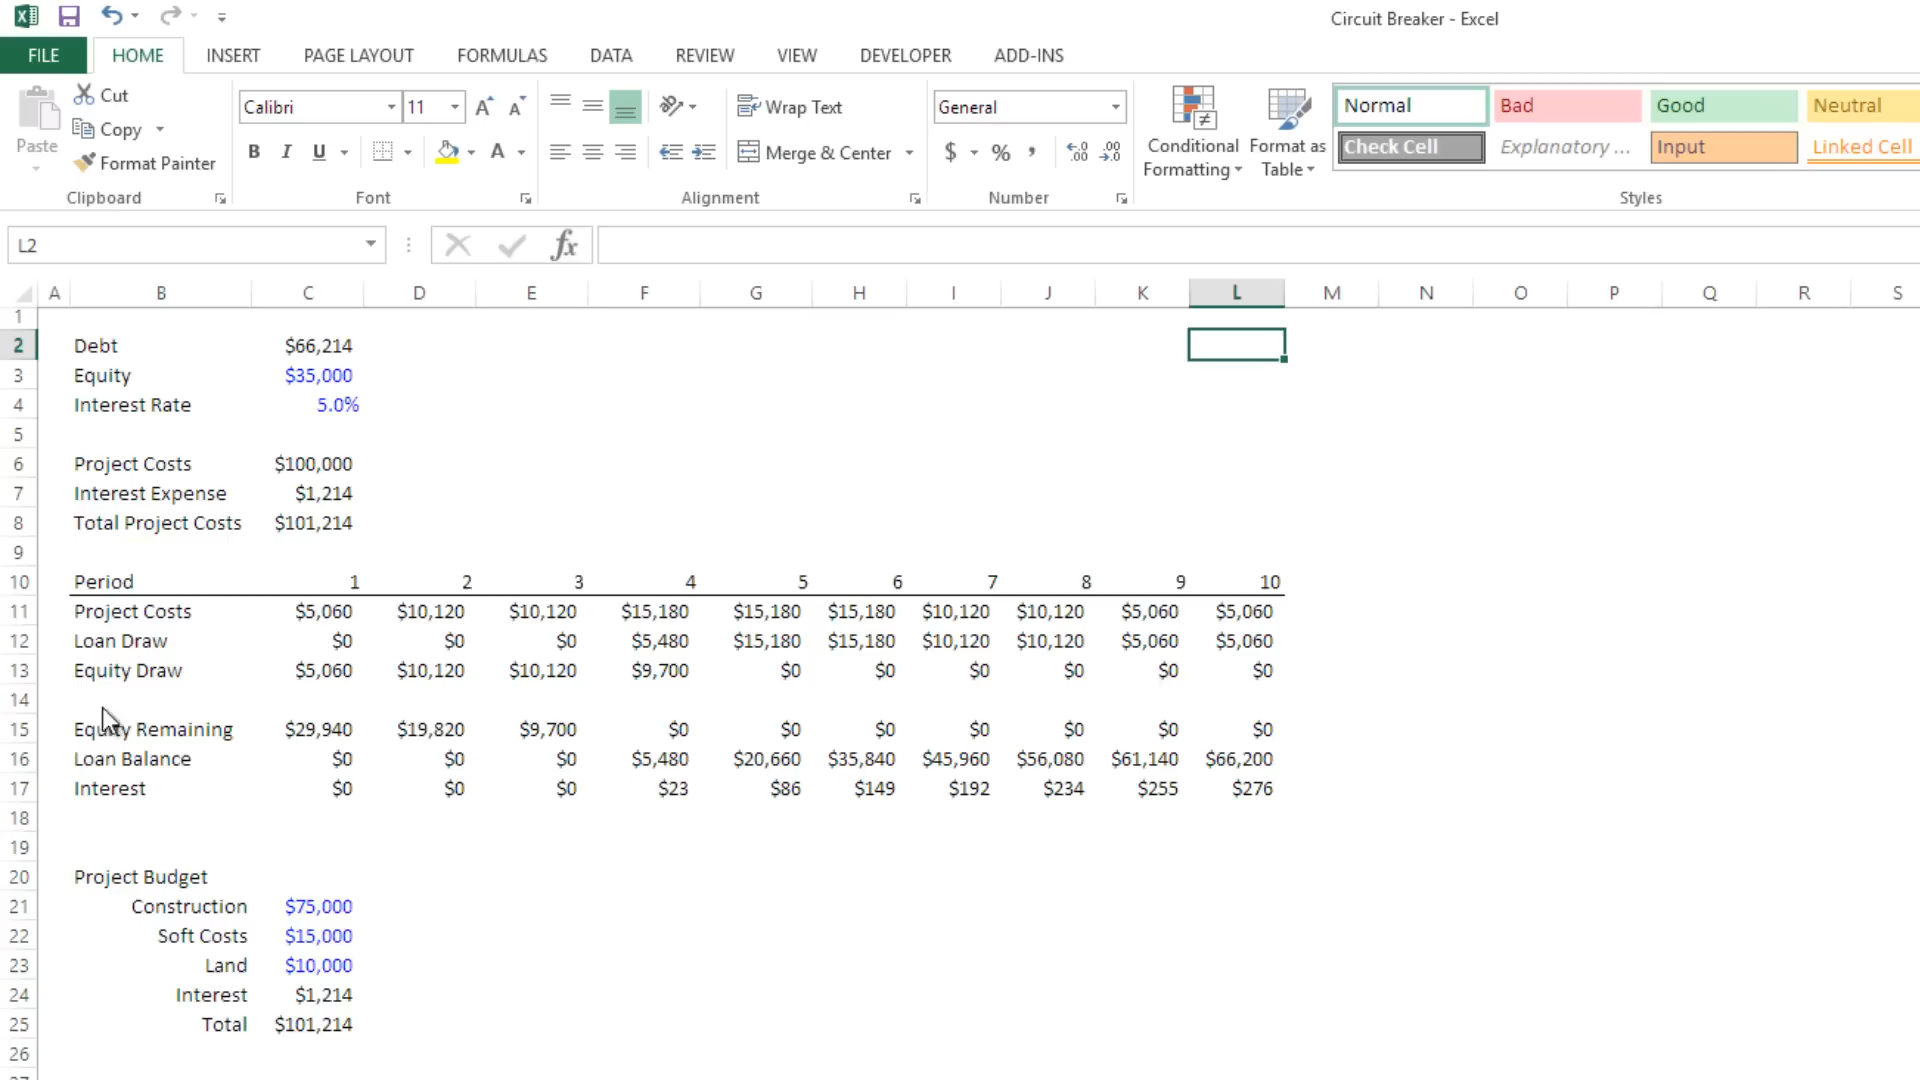 Circuit Breaker - Excel
FILE HOME INSERT PAGE LAYOUT FORMULAS DATA REVIEW VIEW DEVELOPER ADD-INS
Paste
Cut
Copy
Format Painter
Clipboard
Calibri 11
B I U
Font
Wrap Text
Merge & Center
Alignment
General
$ % ,
Number
Conditional Formatting
Format as Table
Normal Bad Good Neutral
Check Cell Explanatory ... Input Linked Cell
Styles
L2 fx
A B C D E F G H I J K L M N O P Q R S
1
2 Debt $66,214
3 Equity $35,000
4 Interest Rate 5.0%
5
6 Project Costs $100,000
7 Interest Expense $1,214
8 Total Project Costs $101,214
9
10 Period 1 2 3 4 5 6 7 8 9 10
11 Project Costs $5,060 $10,120 $10,120 $15,180 $15,180 $15,180 $10,120 $10,120 $5,060 $5,060
12 Loan Draw $0 $0 $0 $5,480 $15,180 $15,180 $10,120 $10,120 $5,060 $5,060
13 Equity Draw $5,060 $10,120 $10,120 $9,700 $0 $0 $0 $0 $0 $0
14
15 Equity Remaining $29,940 $19,820 $9,700 $0 $0 $0 $0 $0 $0 $0
16 Loan Balance $0 $0 $0 $5,480 $20,660 $35,840 $45,960 $56,080 $61,140 $66,200
17 Interest $0 $0 $0 $23 $86 $149 $192 $234 $255 $276
18
19
20 Project Budget
21 Construction $75,000
22 Soft Costs $15,000
23 Land $10,000
24 Interest $1,214
25 Total $101,214
26